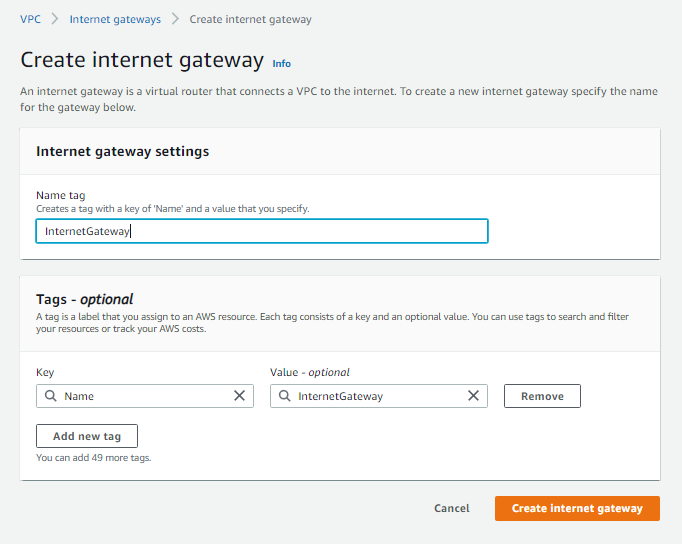 VPC > Internet gateways > Create internet gateway
Create internet gateway Info
An internet gateway is a virtual router that connects a VPC to the internet. To create a new internet gateway specify the name
for the gateway below.
Internet gateway settings
Name tag
Creates a tag with a key of 'Name' and a value that you specify.
InternetGateway
Tags - optional
A tag is a label that you assign to an AWS resource. Each tag consists of a key and an optional value. You can use tags to search and filter
your resources or track your AWS costs.
Key Value - optional
Name InternetGateway Remove
Add new tag
You can add 49 more tags.
Cancel Create internet gateway